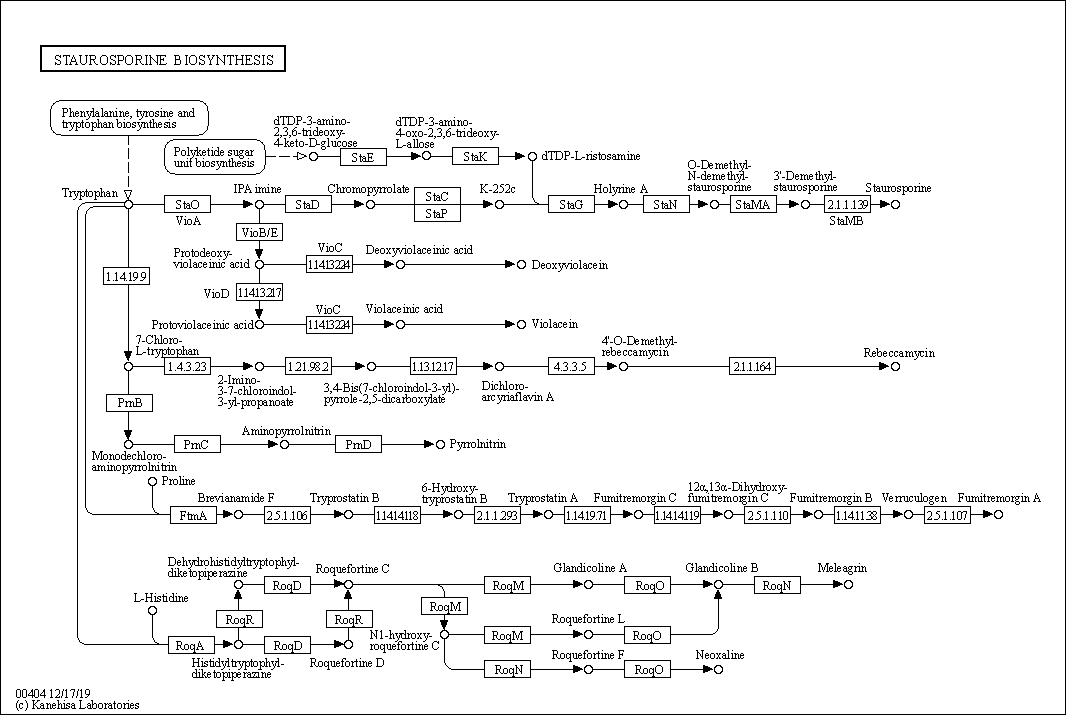 STAUROSPORINE BIOSYNTHESIS
Phenylalanine, tyrosine and
tryptophan biosynthesis
Polyketide sugar
unit biosynthesis
dTDP-3-amino-
2,3,6-trideoxy-
4-keto-D-glucose
StaE
dTDP-3-amino-
4-oxo-2,3,6-trideoxy-
L-allose
StaK
dTDP-L-ristosamine
Tryptophan
StaO
VioA
IPA imine
StaD
Chromopyrrolate
StaC
StaP
K-252c
StaG
Holyrine A
StaN
O-Demethyl-
N-demethyl-
staurosporine
StaMA
3'-Demethyl-
staurosporine
2.1.1.139
StaMB
Staurosporine
VioB/E
Protodeoxy-
violaceinic acid
VioC
1.14.13.224
Deoxyviolaceinic acid
Deoxyviolacein
1.14.19.9
VioD
1.14.13.217
Protoviolaceinic acid
VioC
1.14.13.224
Violaceinic acid
Violacein
7-Chloro-
L-tryptophan
1.4.3.23
2-Imino-
3-7-chloroindol-
3-yl-propanoate
1.21.98.2
3,4-Bis(7-chloroindol-3-yl)-
pyrrole-2,5-dicarboxylate
1.13.12.17
Dichloro-
arcyriaflavin A
4.3.3.5
4'-O-Demethyl-
rebeccamycin
2.1.1.164
Rebeccamycin
PrnB
Monodechloro-
aminopyrrolnitrin
PrnC
Aminopyrrolnitrin
PrnD
Pyrrolnitrin
Proline
FtmA
Brevianamide F
2.5.1.106
Tryprostatin B
1.14.14.118
6-Hydroxy-
tryprostatin B
2.1.1.293
Tryprostatin A
1.14.19.71
Fumitremorgin C
1.14.14.119
12α,13α-Dihydroxy-
fumitremorgin C
2.5.1.110
Fumitremorgin B
1.14.11.38
Verruculogen
2.5.1.107
Fumitremorgin A
L-Histidine
RoqA
Histidyltryptophyl-
diketopiperazine
RoqR
Dehydrohistidyltryptophyl-
diketopiperazine
RoqD
Roquefortine C
RoqD
Roquefortine D
RoqR
RoqM
N1-hydroxy-
roquefortine C
RoqM
Glandicoline A
RoqO
Glandicoline B
RoqN
Meleagrin
RoqM
Roquefortine L
RoqO
RoqN
Roquefortine F
RoqO
Neoxaline
00404 12/17/19
(c) Kanehisa Laboratories